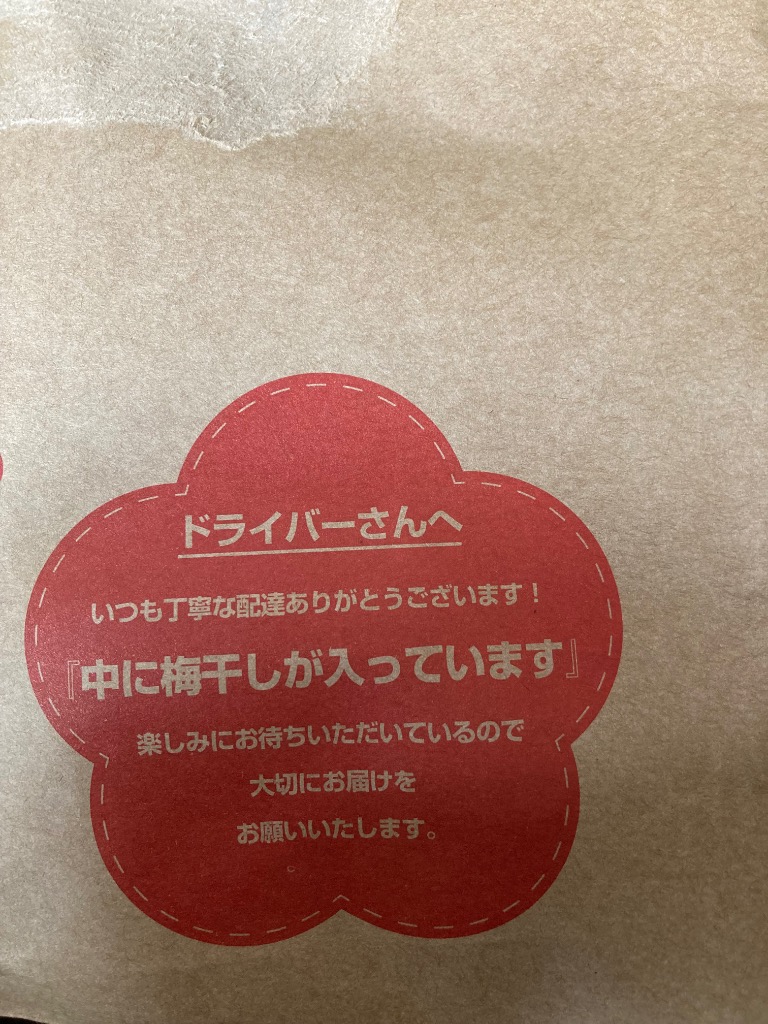 ドライバーさんへ
いつも丁寧な配達ありがとうございます！
『中に梅干しが入っています』
楽しみにお待ちいただいているので
大切にお届けを
お願いいたします。
。